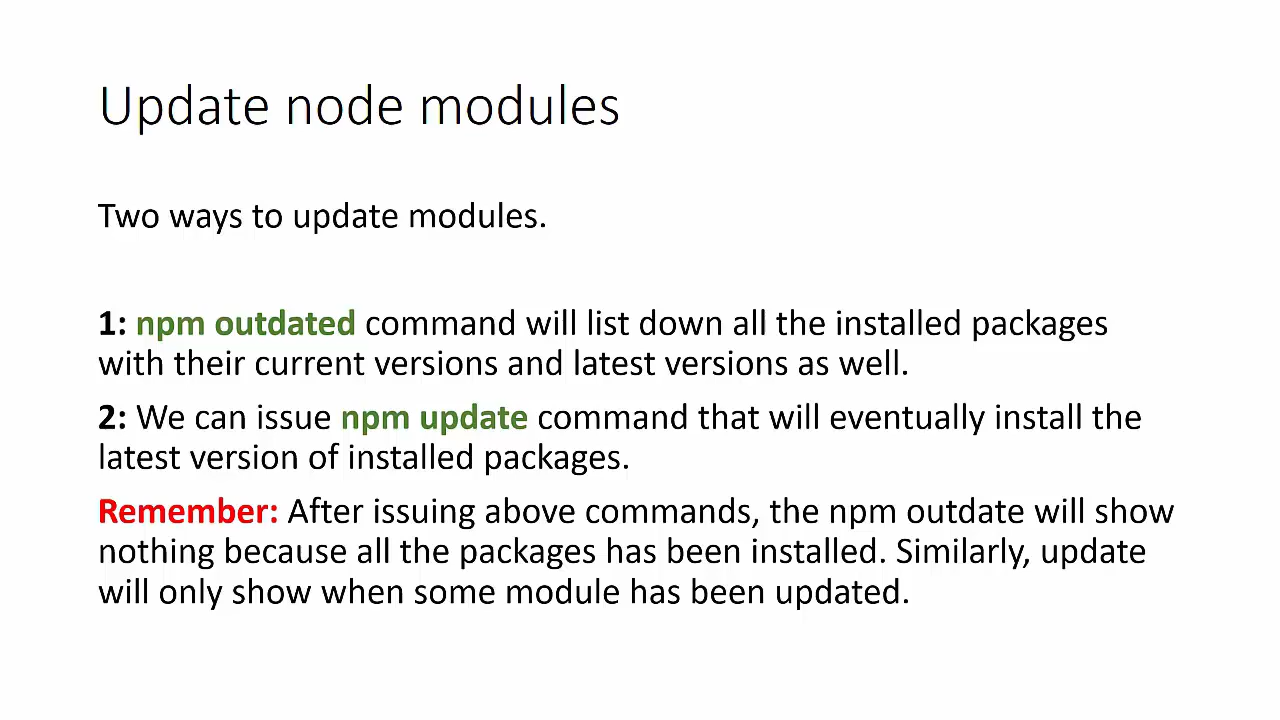 Update node modules
Two ways to update modules.
1: npm outdated command will list down all the installed packages
with their current versions and latest versions as well.
2: We can issue npm update command that will eventually install the
latest version of installed packages.
Remember: After issuing above commands, the npm outdate will show
nothing because all the packages has been installed. Similarly, update
will only show when some module has been updated.